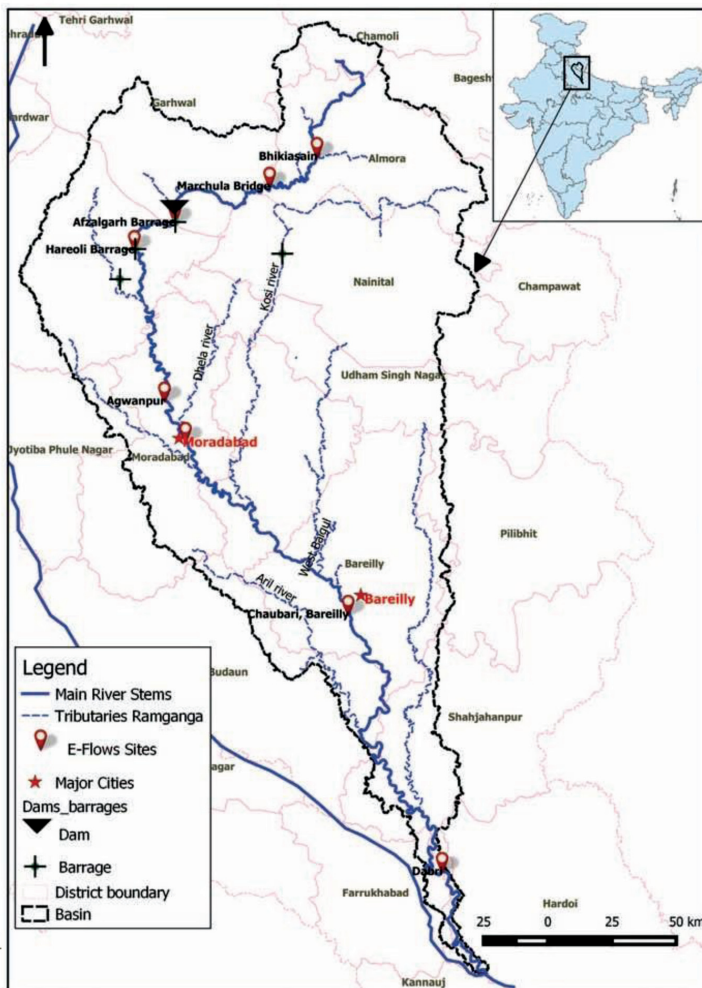 Tehri Garhwal
Chamoli
Garhwal
Bagesh
ardwar
Bhikiasain
Almora
Marchula Bridge
Afzalgarh Barrage
Hareoli Barrage
Kosi river
Nainital
Champawat
Dhela river
Udham Singh Nagar
Agwanpur
Moradabad
Jyotiba Phule Nagar
Moradabad
Pilibhit
West Baigul
Bareilly
Aril river
Bareilly
Chaubari, Bareilly
Legend
Main River Stems
Tributaries Ramganga
E-Flows Sites
Major Cities
Dams_barrages
Dam
Barrage
District boundary
Basin
Budaun
Shahjahanpur
agar
Dabri
Farrukhabad
Hardoi
25 0 25 50 km
Kannauj